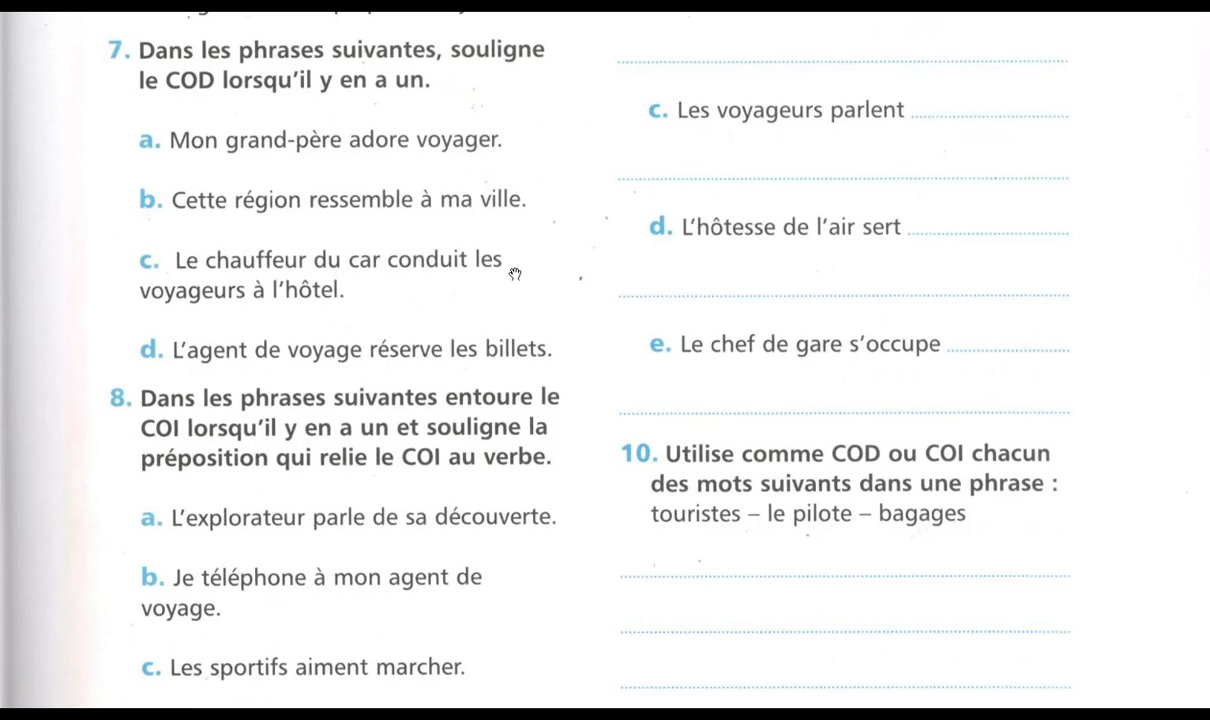 7. Dans les phrases suivantes, souligne
le COD lorsqu'il y en a un.
a. Mon grand-père adore voyager.
b. Cette région ressemble à ma ville.
c. Le chauffeur du car conduit les
voyageurs à l'hôtel.
d. L'agent de voyage réserve les billets.
8. Dans les phrases suivantes entoure le
COI lorsqu'il y en a un et souligne la
préposition qui relie le COI au verbe.
a. L'explorateur parle de sa découverte.
b. Je téléphone à mon agent de
voyage.
c. Les sportifs aiment marcher.
c. Les voyageurs parlent
d. L'hôtesse de l'air sert
e. Le chef de gare s'occupe
10. Utilise comme COD ou COI chacun
des mots suivants dans une phrase :
touristes – le pilote – bagages